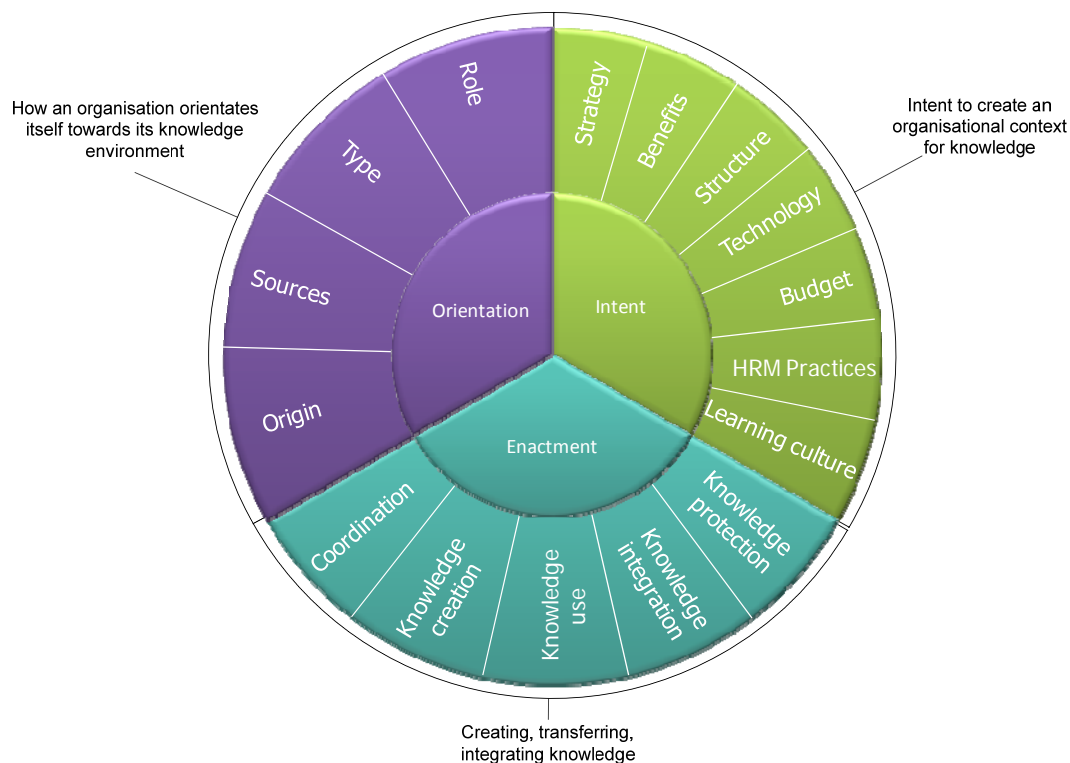 How an organisation orientates
itself towards its knowledge
environment
Intent to create an
organisational context
for knowledge
Role
Type
Sources
Origin
Orientation
Strategy
Benefits
Structure
Technology
Budget
HRM Practices
Learning culture
Intent
Enactment
Coordination
Knowledge
creation
Knowledge
use
Knowledge
integration
Knowledge
protection
Creating, transferring,
integrating knowledge